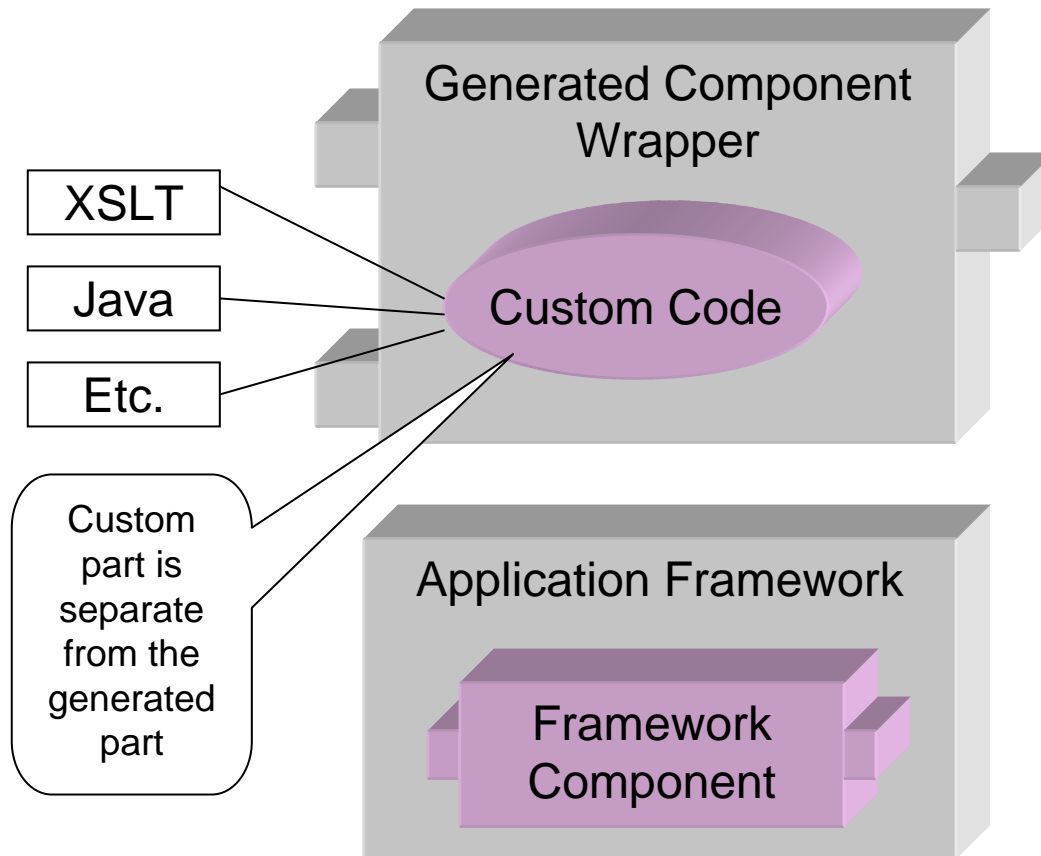 Generated Component
Wrapper
XSLT
Java
Etc.
Custom Code
Custom
part is
separate
from the
generated
part
Application Framework
Framework
Component